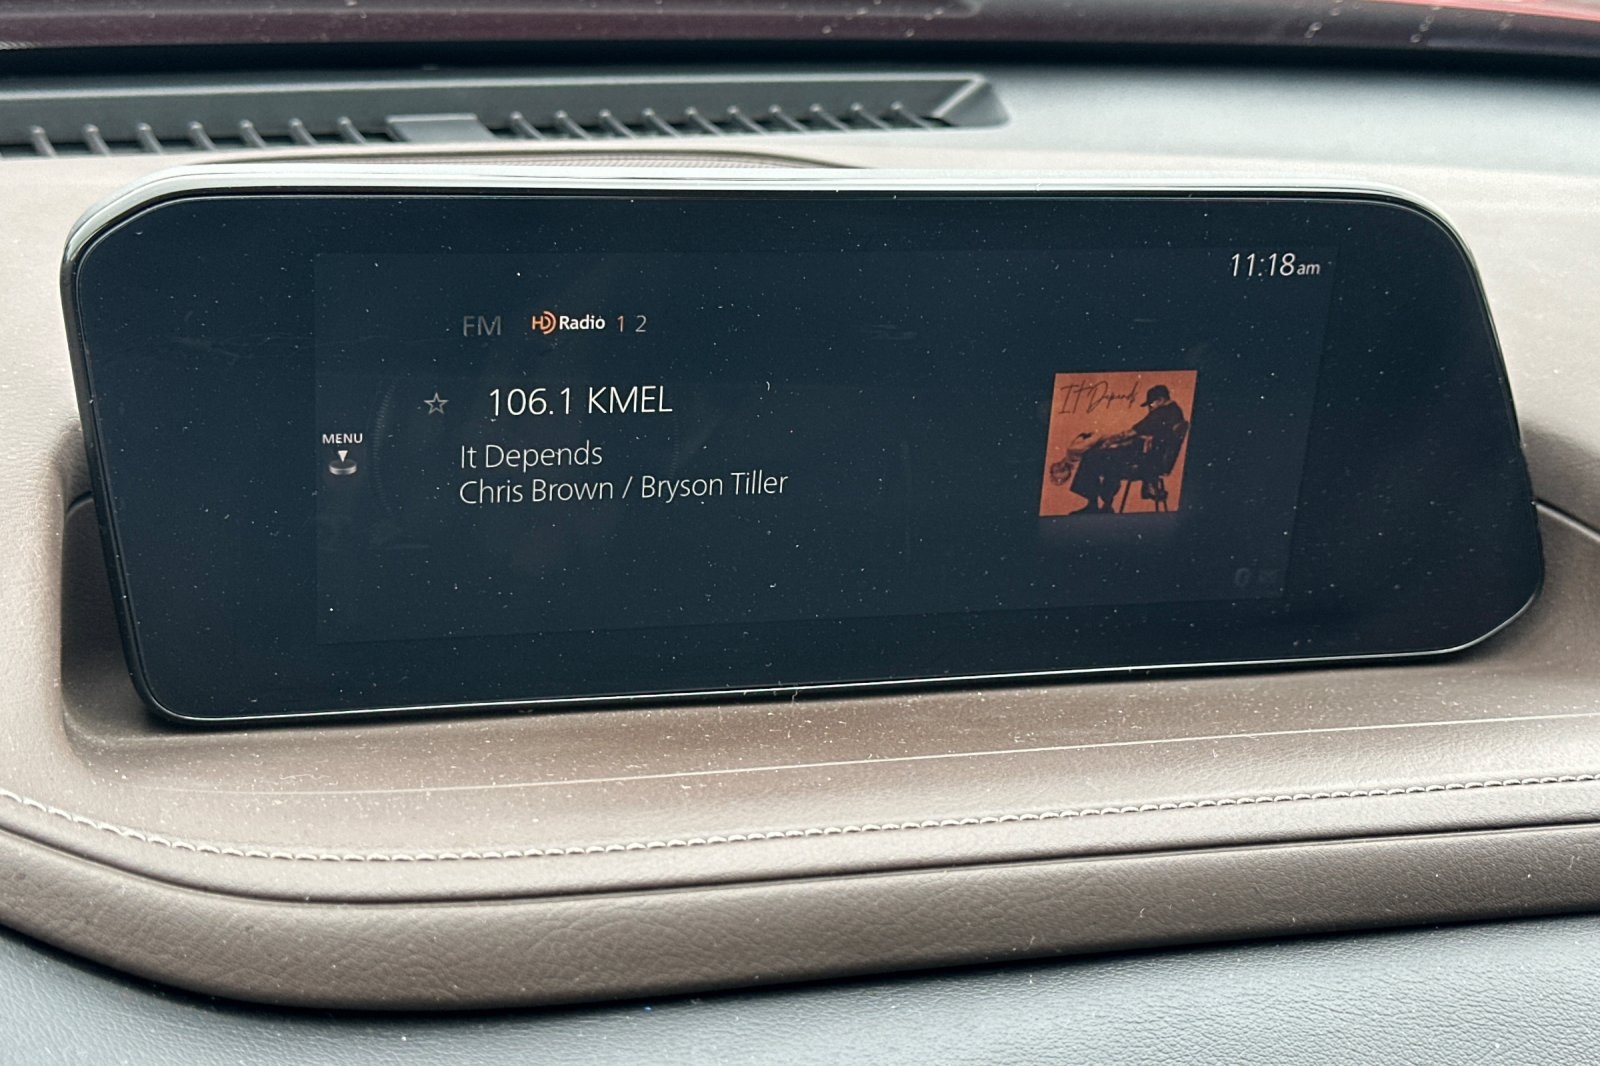 11:18am
FM HD Radio 1 2
106.1 KMEL
MENU
It Depends
Chris Brown / Bryson Tiller
It Depends